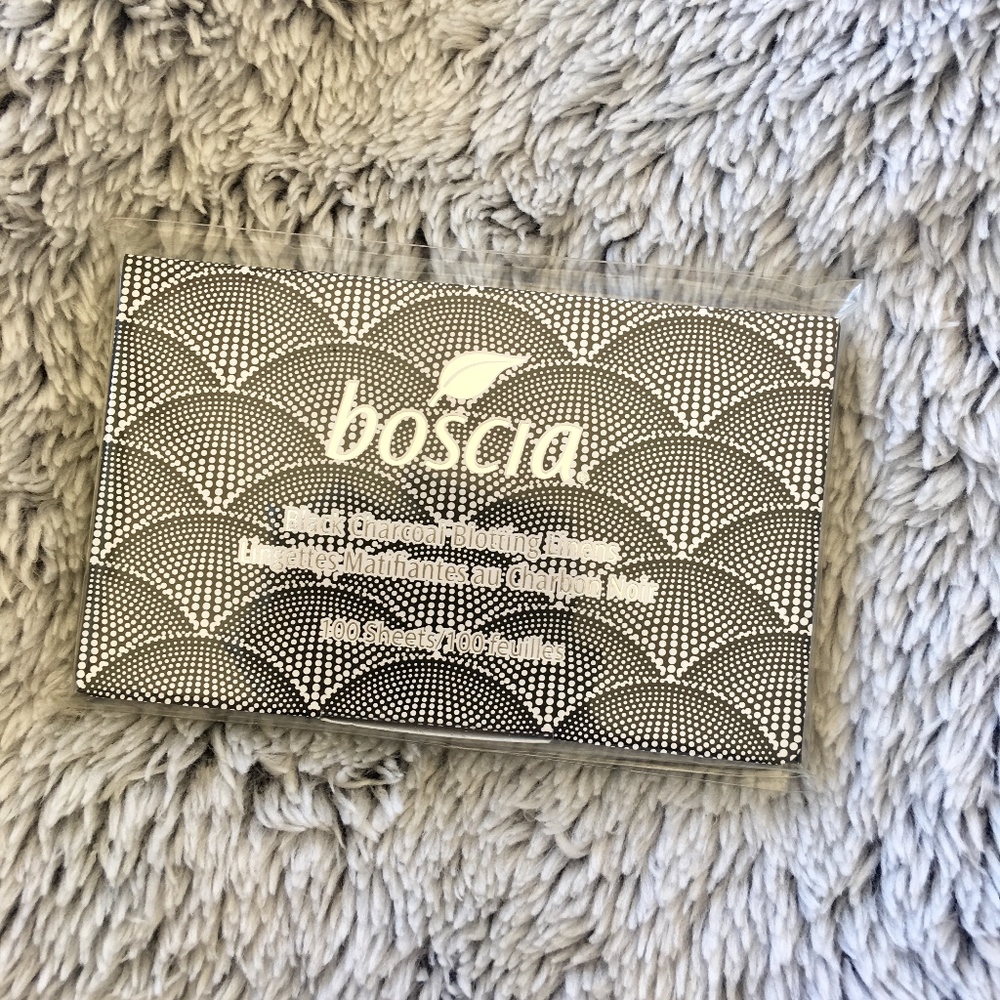 boscia
Black Charcoal Blotting Linens
Lingettes Matifiantes au Charbon Noir
100 Sheets/100 feuilles